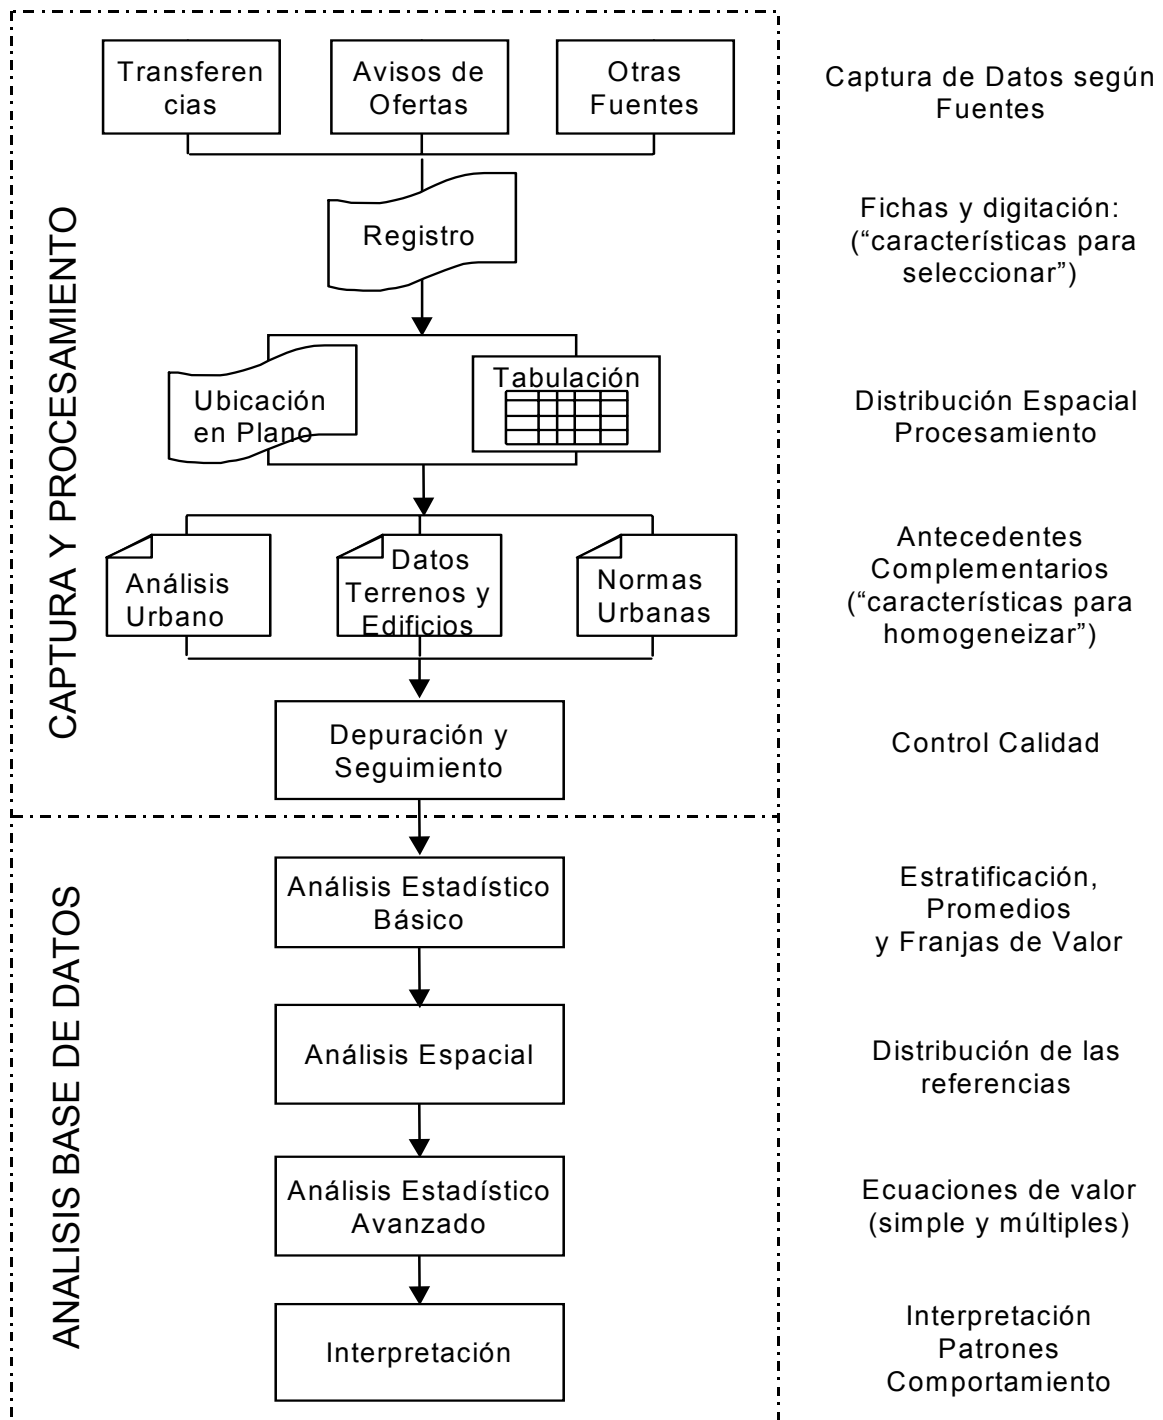 Transferen
cias
Avisos de
Ofertas
Otras
Fuentes
Captura de Datos según
Fuentes
CAPTURA Y PROCESAMIENTO
Registro
Fichas y digitación:
(“características para
seleccionar”)
Ubicación
en Plano
Tabulación
Distribución Espacial
Procesamiento
Análisis
Urbano
Datos
Terrenos y
Edificios
Normas
Urbanas
Antecedentes
Complementarios
(“características para
homogeneizar”)
Depuración y
Seguimiento
Control Calidad
ANALISIS BASE DE DATOS
Análisis Estadístico
Básico
Estratificación,
Promedios
y Franjas de Valor
Análisis Espacial
Distribución de las
referencias
Análisis Estadístico
Avanzado
Ecuaciones de valor
(simple y múltiples)
Interpretación
Interpretación
Patrones
Comportamiento